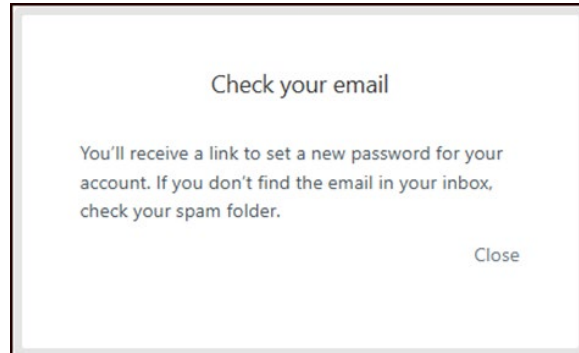 Check your email
You’ll receive a link to set a new password for your
account. If you don’t find the email in your inbox,
check your spam folder.
Close